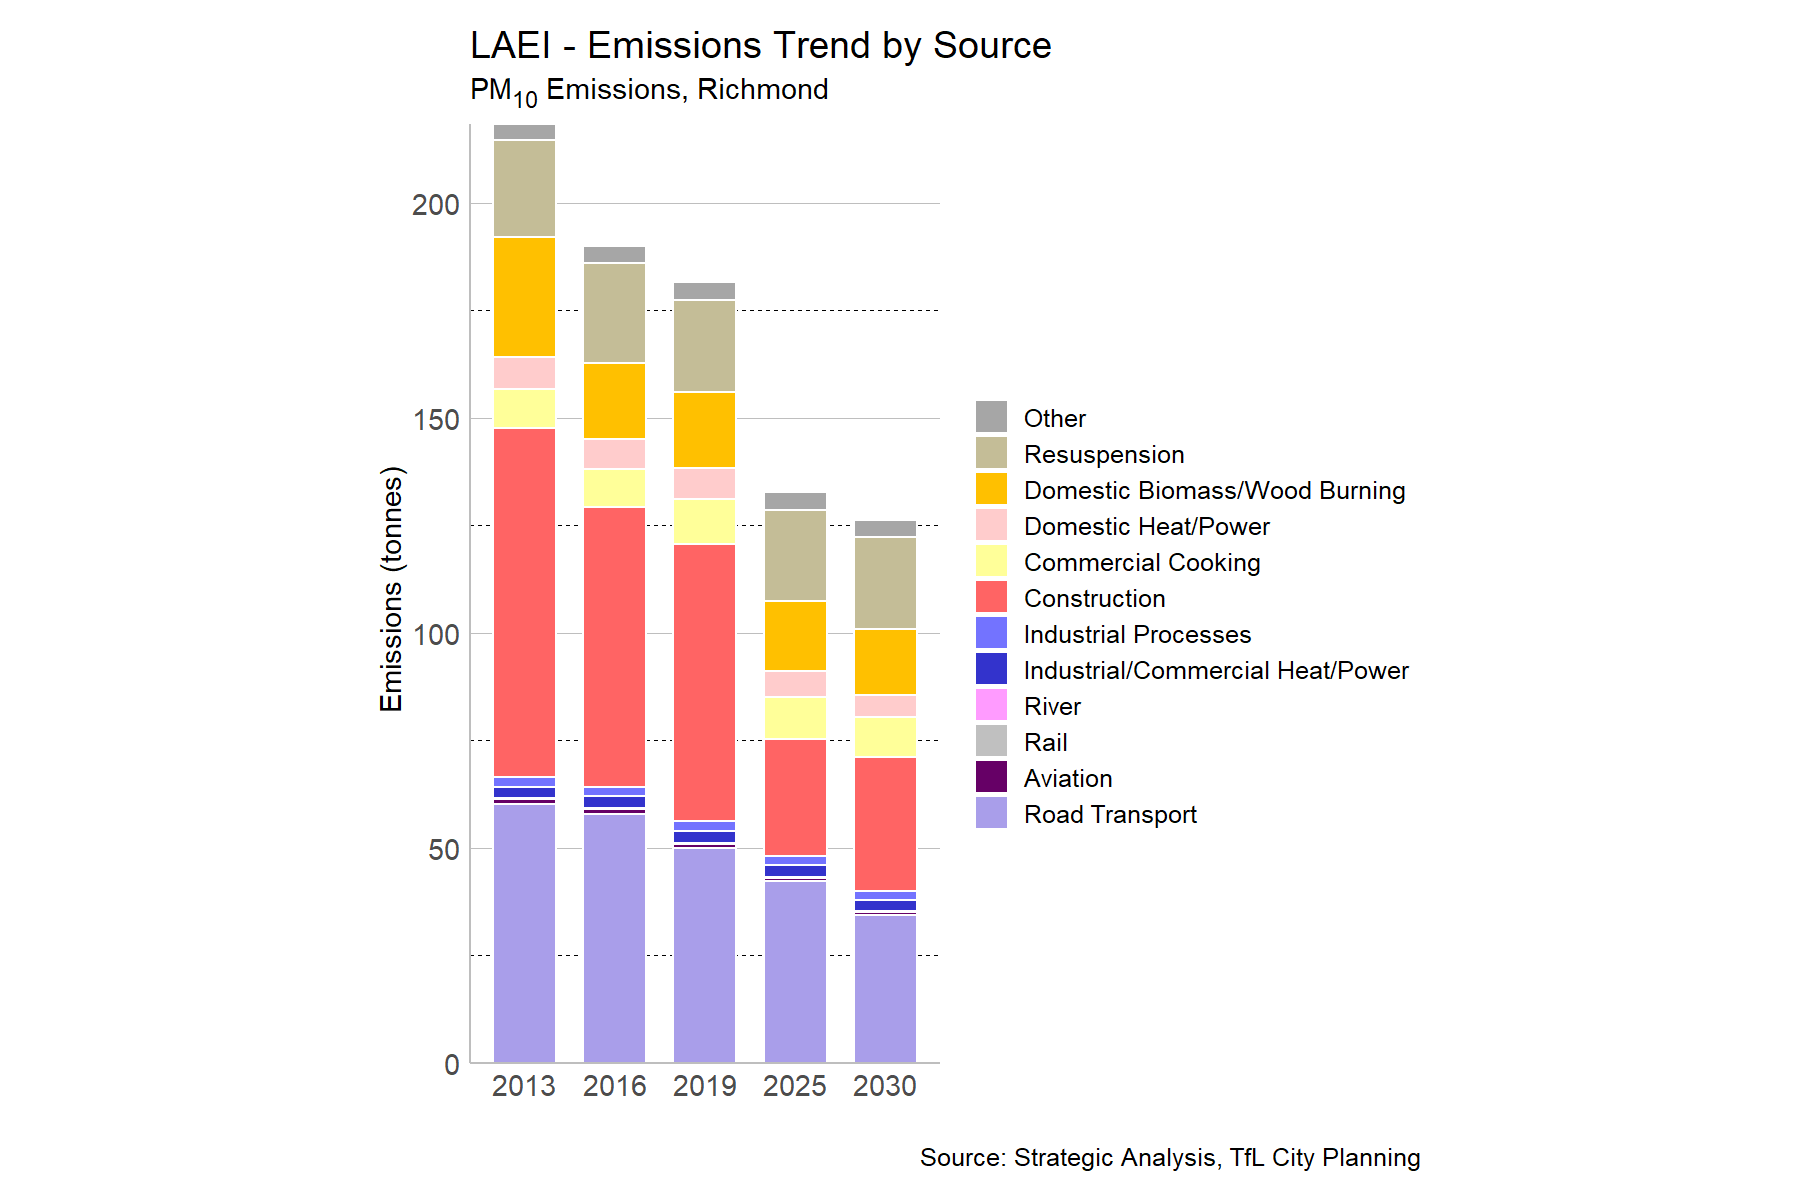 LAEI - Emissions Trend by Source
PM10 Emissions, Richmond
Emissions (tonnes)
200
150
100
50
0
2013 2016 2019 2025 2030
Other
Resuspension
Domestic Biomass/Wood Burning
Domestic Heat/Power
Commercial Cooking
Construction
Industrial Processes
Industrial/Commercial Heat/Power
River
Rail
Aviation
Road Transport
Source: Strategic Analysis, TfL City Planning